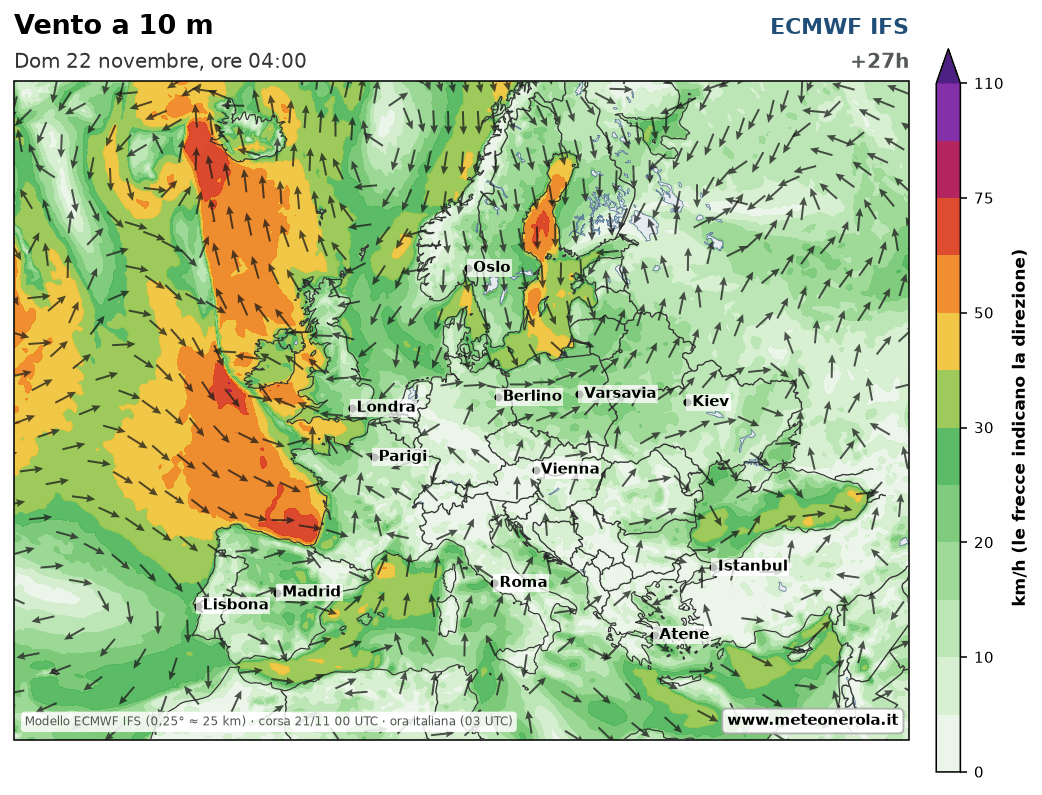 Vento a 10 m
ECMWF IFS
Dom 22 novembre, ore 04:00
+27h
110
75
50
30
20
10
0
km/h (le frecce indicano la direzione)
Oslo
Londra
Berlino
Varsavia
Kiev
Parigi
Vienna
Istanbul
Madrid
Roma
Lisbona
Atene
Modello ECMWF IFS (0,25° ≈ 25 km) · corsa 21/11 00 UTC · ora italiana (03 UTC)
www.meteonerola.it